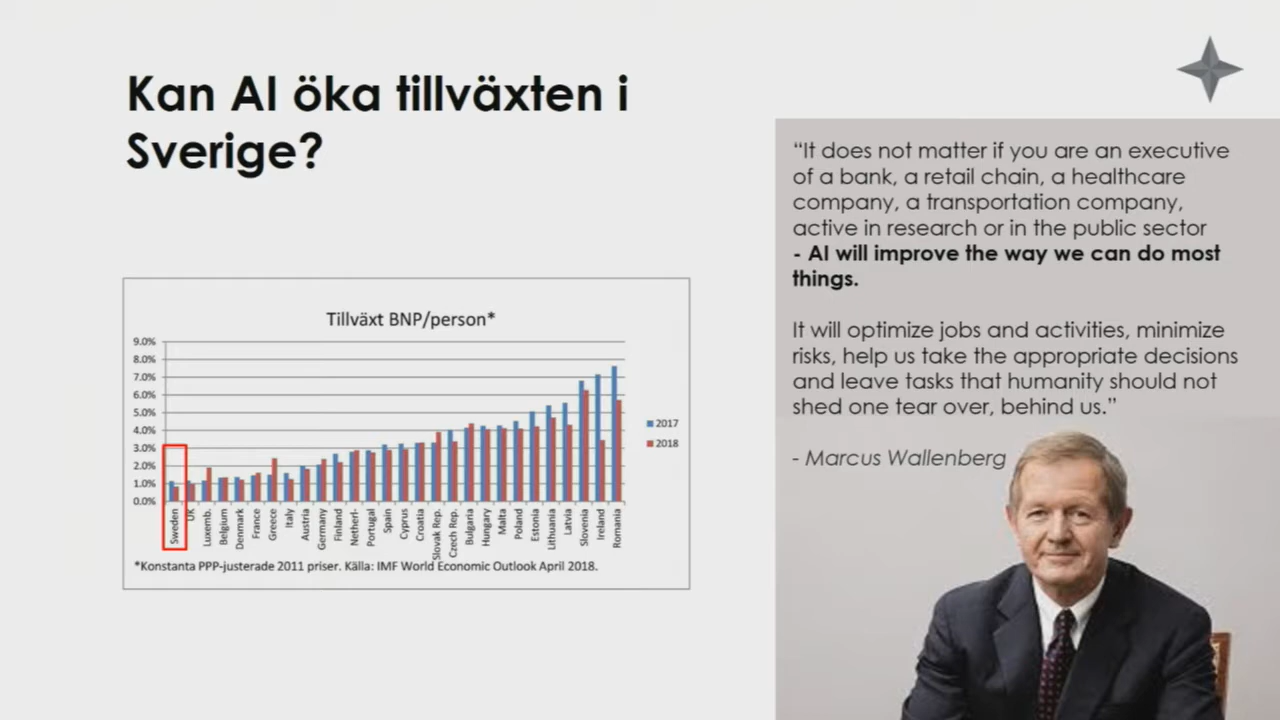 Kan AI öka tillväxten i
Sverige?
“It does not matter if you are an executive
of a bank, a retail chain, a healthcare
company, a transportation company,
active in research or in the public sector
- AI will improve the way we can do most
things.
It will optimize jobs and activities, minimize
risks, help us take the appropriate decisions
and leave tasks that humanity should not
shed one tear over, behind us.”
- Marcus Wallenberg
Tillväxt BNP/person*
9.0%
8.0%
7.0%
6.0%
5.0%
4.0%
3.0%
2.0%
1.0%
0.0%
2017
2018
Sweden
UK
Luxemb.
Belgium
Denmark
France
Greece
Italy
Austria
Germany
Finland
Netherl-
Portugal
Spain
Cyprus
Croatia
Slovak Rep.
Czech Rep.
Bulgaria
Hungary
Malta
Poland
Estonia
Lithuania
Latvia
Slovenia
Ireland
Romania
*Konstanta PPP-justerade 2011 priser. Källa: IMF World Economic Outlook April 2018.